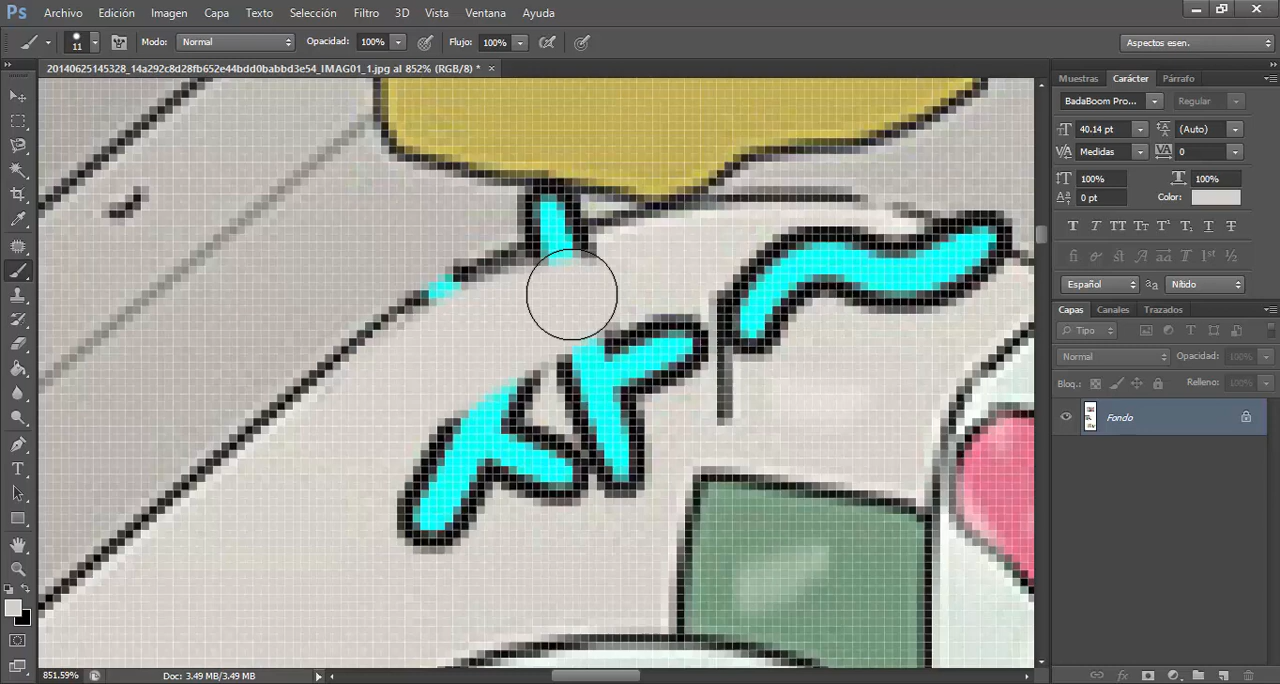 Ps Archivo Edición Imagen Capa Texto Selección Filtro 3D Vista Ventana Ayuda
11 Modo: Normal Opacidad: 100% Flujo: 100% Aspectos esen.
20140625145328_14a292c8d28fb652e44bdd0babbd3e54_IMAG01_1.jpg al 852% (RGB/8) *
Muestras Carácter Párrafo
BadaBoom Pro... Regular
40.14 pt (Auto)
Medidas 0
100% 100%
0 pt Color:
Español aa Nítido
Capas Canales Trazados
Tipo
Normal Opacidad: 100%
Bloq.: Relleno: 100%
Fondo
851.59% Doc: 3.49 MB/3.49 MB